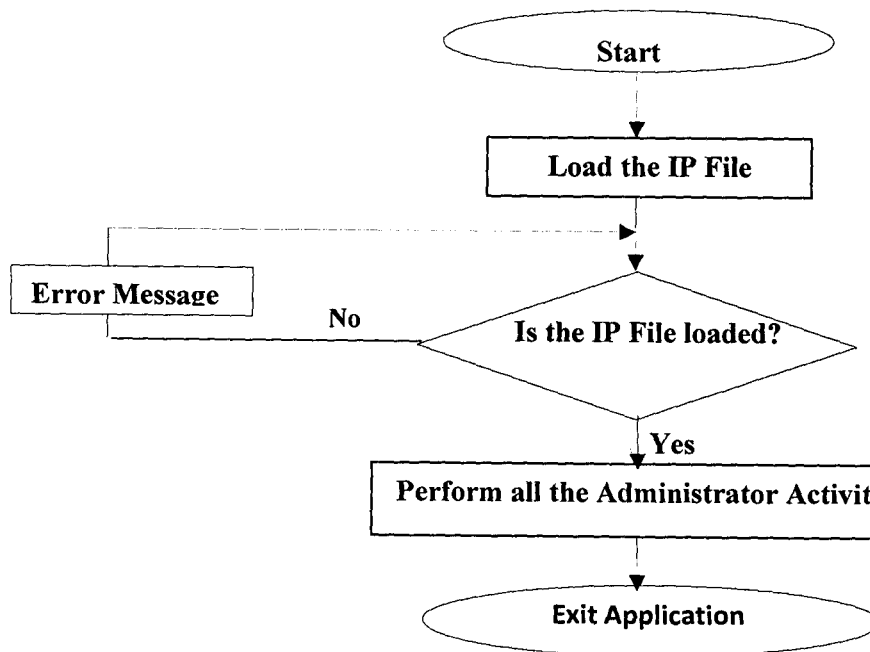 Start
Load the IP File
Error Message
No
Is the IP File loaded?
Yes
Perform all the Administrator Activit
Exit Application